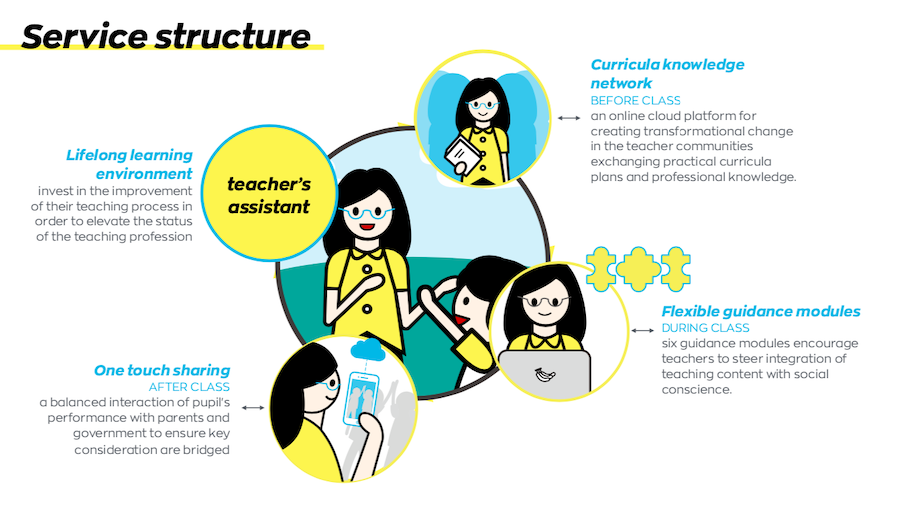 Service structure
Curricula knowledge
network
BEFORE CLASS
an online cloud platform for
creating transformational change
in the teacher communities
exchanging practical curricula
plans and professional knowledge.
Lifelong learning
environment
invest in the improvement
of their teaching process in
order to elevate the status
of the teaching profession
teacher's
assistant
Flexible guidance modules
DURING CLASS
six guidance modules encourage
teachers to steer integration of
teaching content with social
conscience.
One touch sharing
AFTER CLASS
a balanced interaction of pupil's
performance with parents and
government to ensure key
consideration are bridged